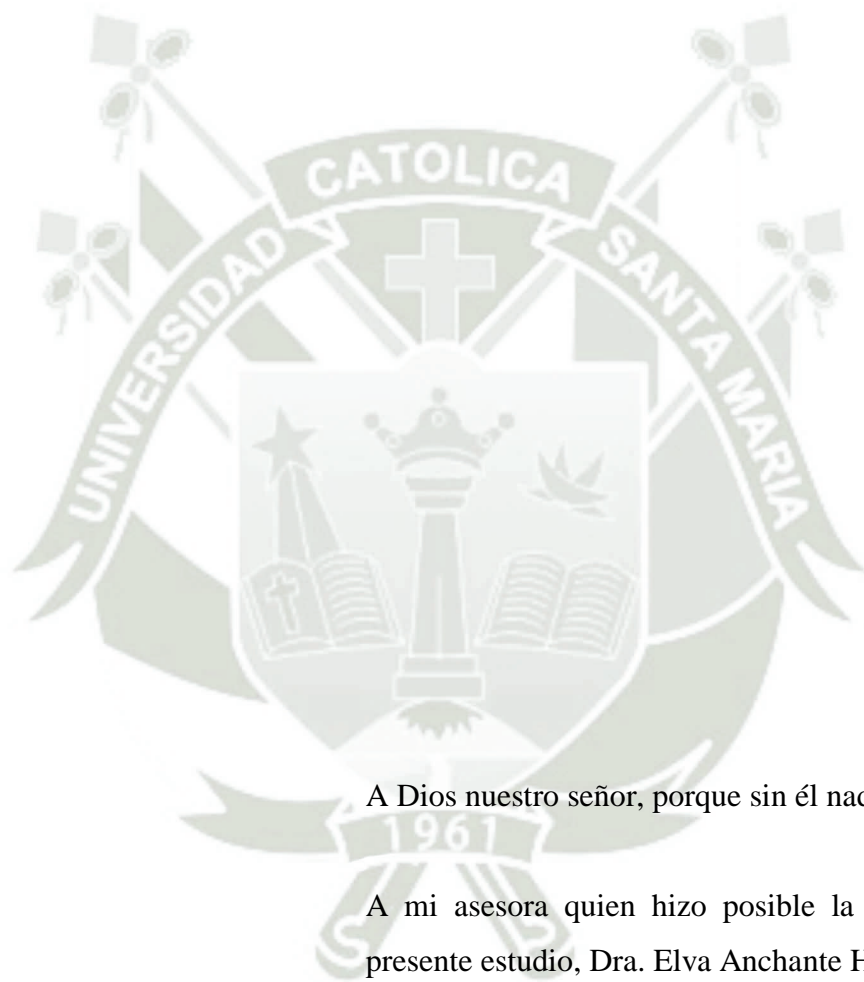 UNIVERSIDAD CATOLICA SANTA MARIA
A Dios nuestro señor, porque sin él
1961
A mi asesora quien hizo posible la
presente estudio, Dra. Elva Anchante